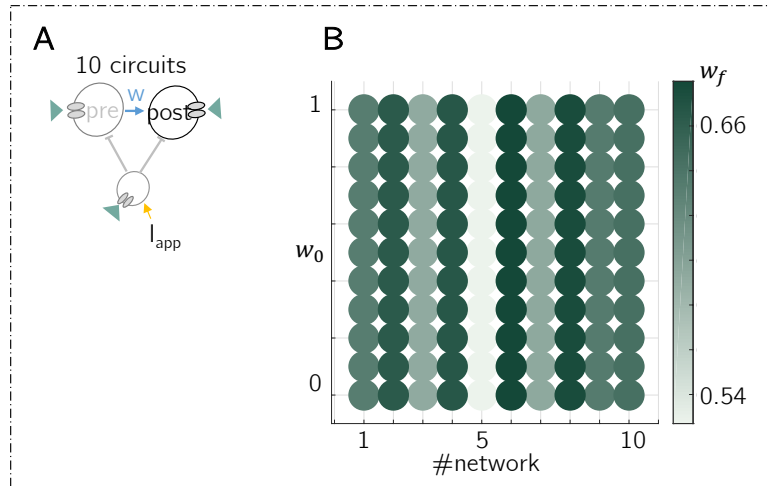 A
10 circuits
pre
w
post
I_app
B
w_f
1
0.66
w_0
0
0.54
1
5
10
#network